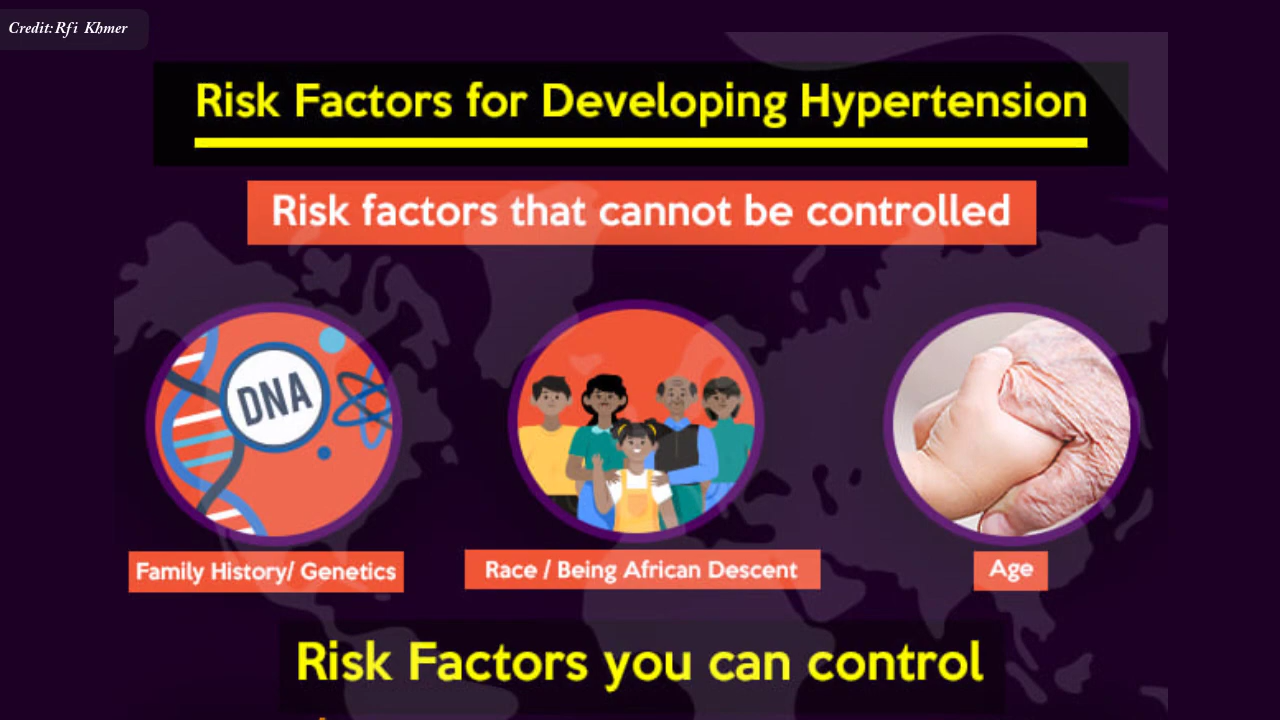 Credit:Rfi Khmer
Risk Factors for Developing Hypertension
Risk factors that cannot be controlled
DNA
Family History/ Genetics
Race / Being African Descent
Age
Risk Factors you can control